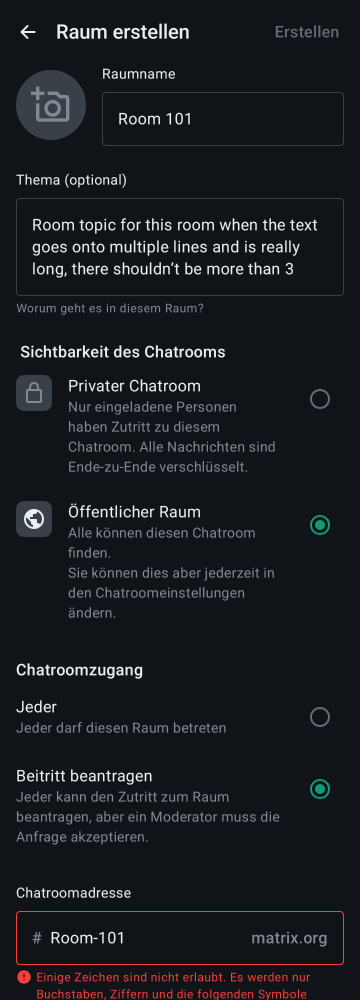 Raum erstellen
Erstellen
Raumname
Room 101
Thema (optional)
Room topic for this room when the text
goes onto multiple lines and is really
long, there shouldn’t be more than 3
Worum geht es in diesem Raum?
Sichtbarkeit des Chatrooms
Privater Chatroom
Nur eingeladene Personen
haben Zutritt zu diesem
Chatroom. Alle Nachrichten sind
Ende-zu-Ende verschlüsselt.
Öffentlicher Raum
Alle können diesen Chatroom
finden.
Sie können dies aber jederzeit in
den Chatroomeinstellungen
ändern.
Chatroomzugang
Jeder
Jeder darf diesen Raum betreten
Beitritt beantragen
Jeder kann den Zutritt zum Raum
beantragen, aber ein Moderator muss die
Anfrage akzeptieren.
Chatroomadresse
# Room-101 matrix.org
Einige Zeichen sind nicht erlaubt. Es werden nur
Buchstaben, Ziffern und die folgenden Symbole